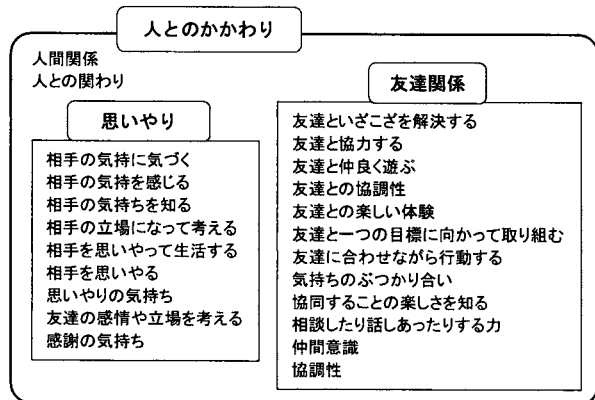 人とのかかわり
人間関係
人との関わり
思いやり
相手の気持に気づく
相手の気持を感じる
相手の気持ちを知る
相手の立場になって考える
相手を思いやって生活する
相手を思いやる
思いやりの気持ち
友達の感情や立場を考える
感謝の気持ち
友達関係
友達といざこざを解決する
友達と協力する
友達と仲良く遊ぶ
友達との協調性
友達との楽しい体験
友達と一つの目標に向かって取り組む
友達に合わせながら行動する
気持ちのぶつかり合い
協同することの楽しさを知る
相談したり話しあったりする力
仲間意識
協調性